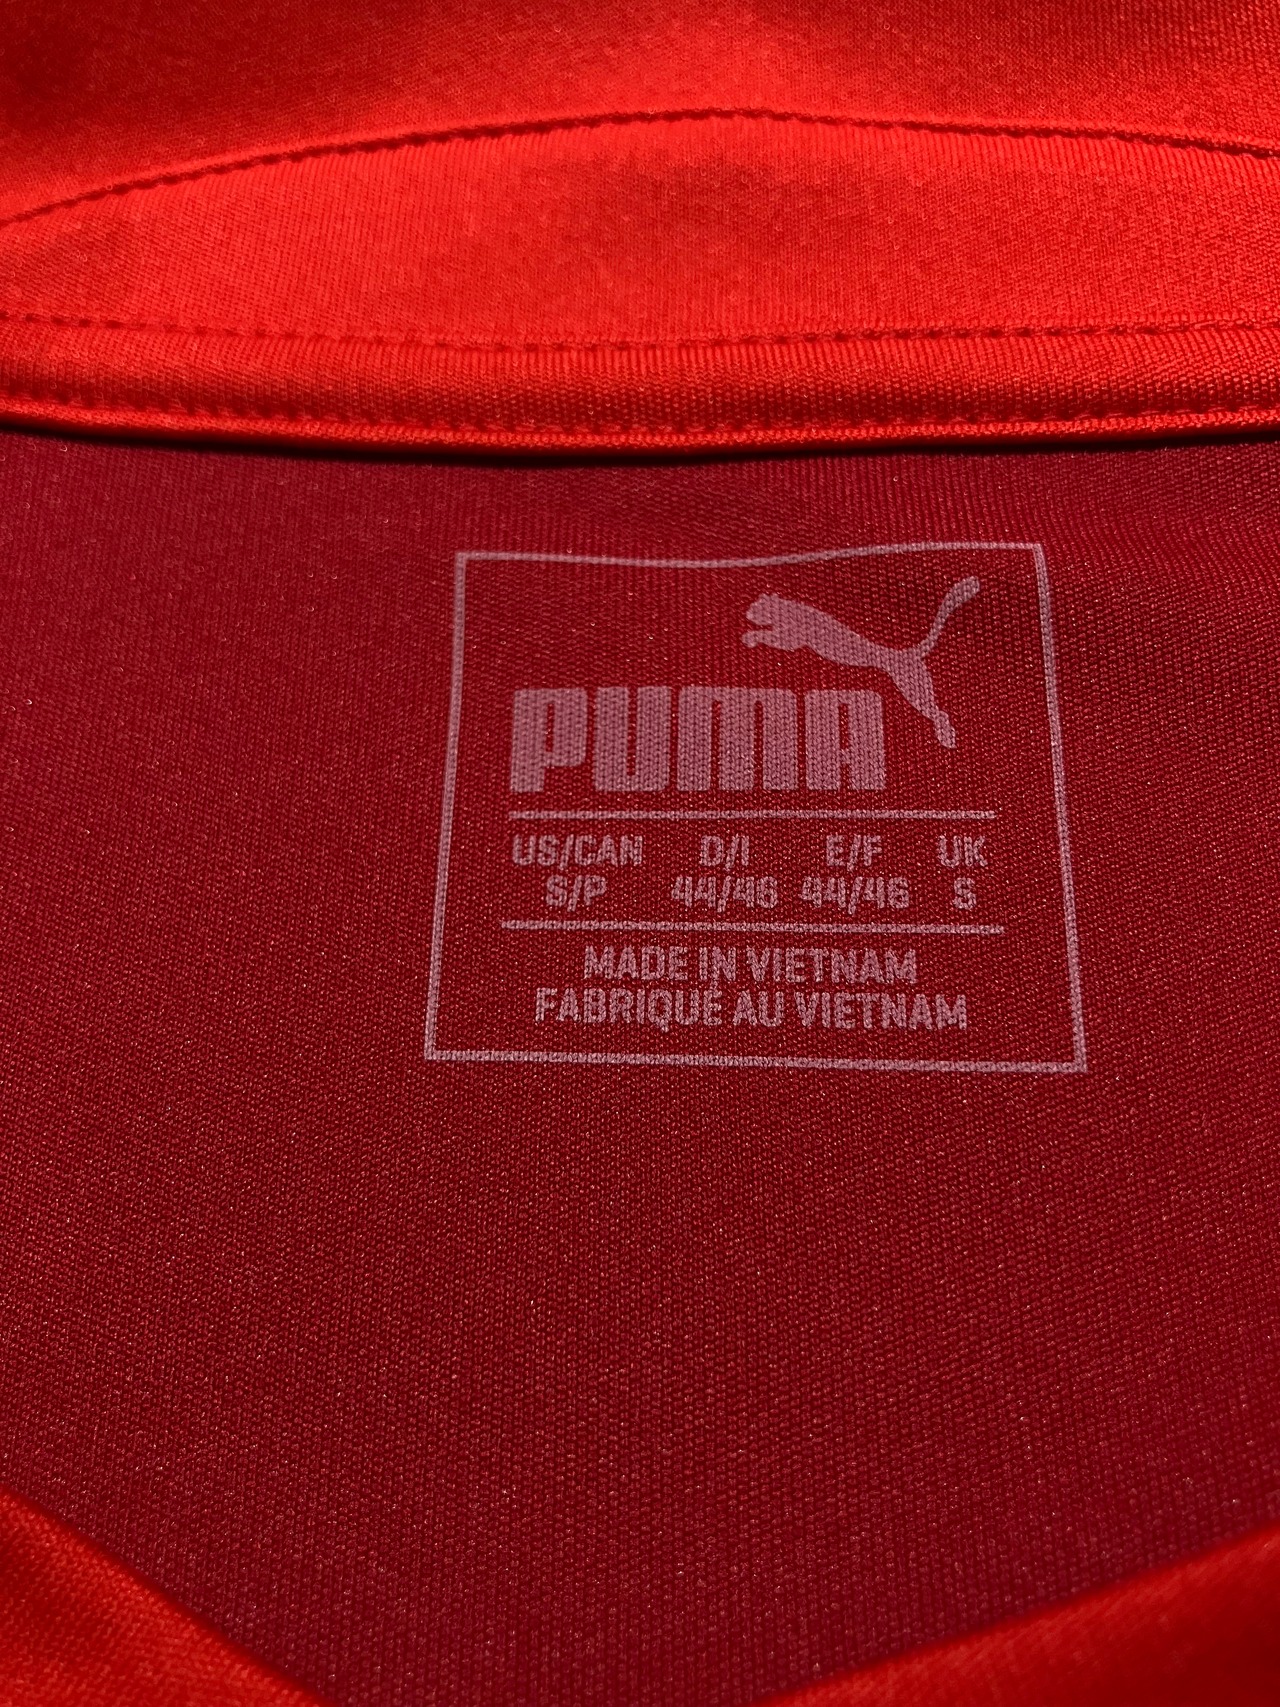 PUMA
US/CAN D/I E/F UK
S/P 44/46 44/46 S
MADE IN VIETNAM
FABRIQUÉ AU VIETNAM